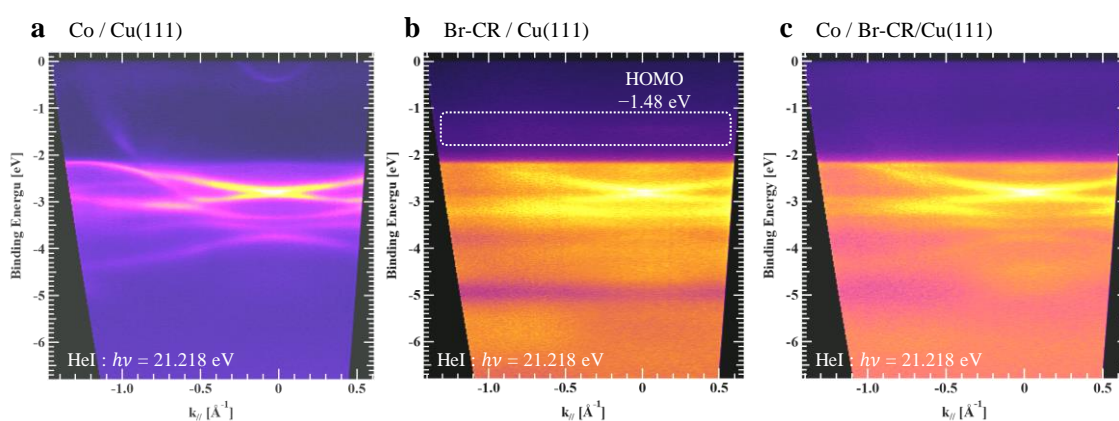 a Co / Cu(111)
0
-1
-2
-3
-4
-5
-6
Binding Energu [eV]
HeI : hν = 21.218 eV
-1.0 -0.5 0 0.5
k// [Å⁻¹]
b Br-CR / Cu(111)
0
-1
-2
-3
-4
-5
-6
Binding Energu [eV]
HOMO
−1.48 eV
HeI : hν = 21.218 eV
-1.0 -0.5 0 0.5
k// [Å⁻¹]
c Co / Br-CR/Cu(111)
0
-1
-2
-3
-4
-5
-6
Binding Energy [eV]
HeI : hν = 21.218 eV
-1.0 -0.5 0 0.5
k// [Å⁻¹]